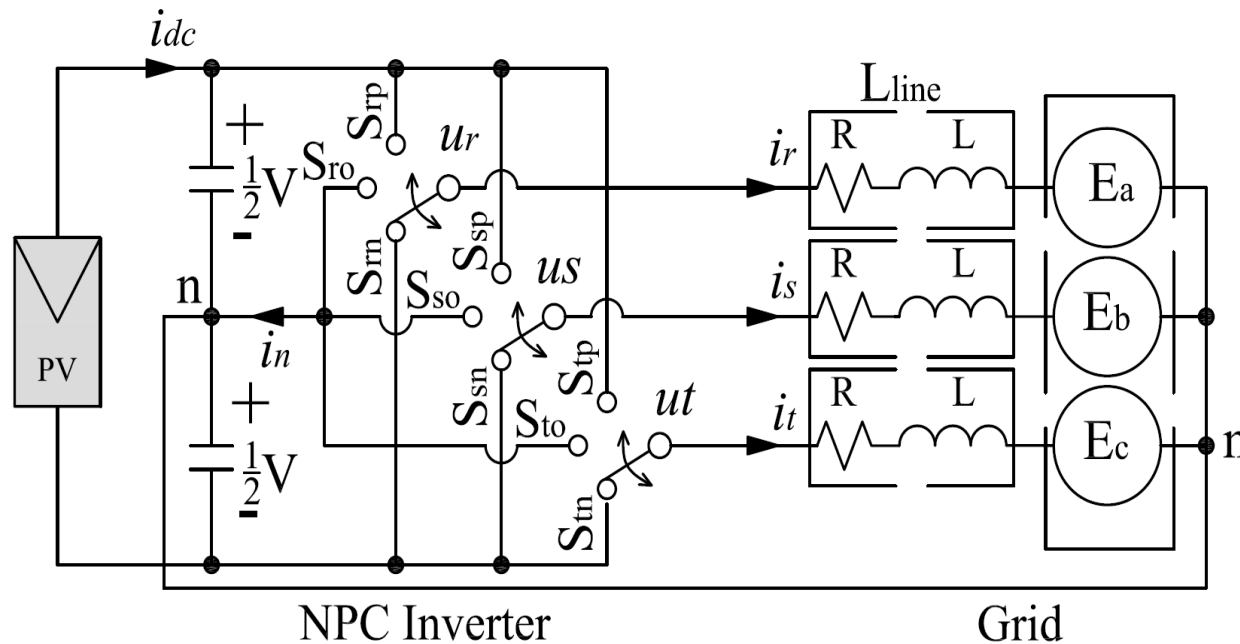 idc
Lline
Srp
ur
ir
R
L
Ea
+
½V
-
Sro
Srn
Ssp
us
is
R
L
Eb
n
in
Sso
PV
Ssn
Stp
ut
it
R
L
Ec
n
+
½V
-
Sto
Stn
NPC Inverter
Grid